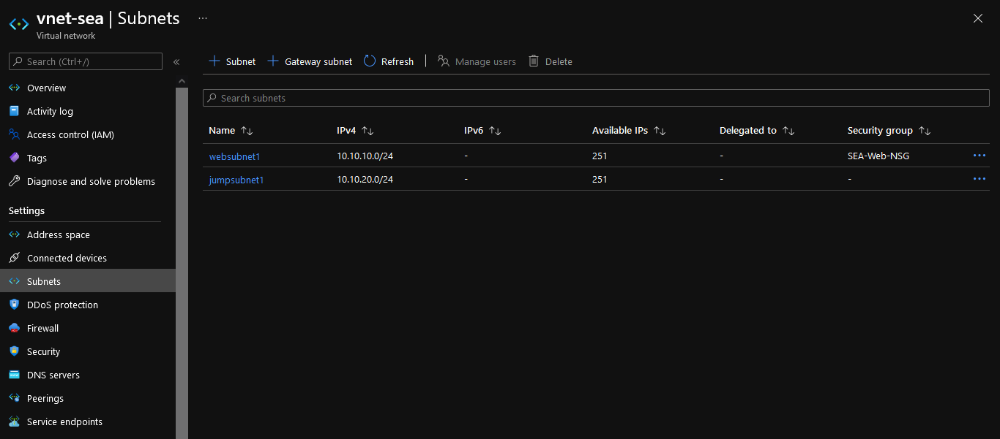 vnet-sea | Subnets ...
Virtual network
Search (Ctrl+/) «
Overview
Activity log
Access control (IAM)
Tags
Diagnose and solve problems
Settings
Address space
Connected devices
Subnets
DDoS protection
Firewall
Security
DNS servers
Peerings
Service endpoints
+ Subnet + Gateway subnet Refresh | Manage users Delete
Search subnets
Name ↑↓ IPv4 ↑↓ IPv6 ↑↓ Available IPs ↑↓ Delegated to ↑↓ Security group ↑↓
websubnet1 10.10.10.0/24 - 251 - SEA-Web-NSG ...
jumpsubnet1 10.10.20.0/24 - 251 - - ...